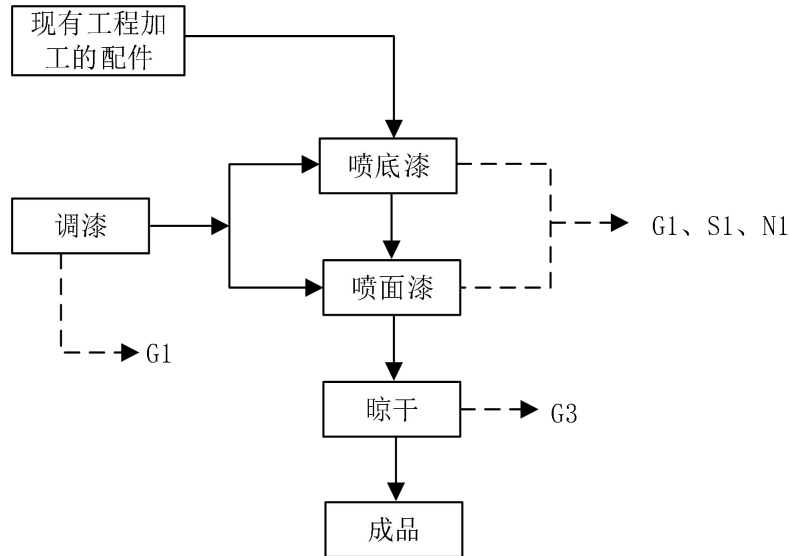 现有工程加
工的配件
喷底漆
调漆
G1、S1、N1
喷面漆
G1
晾干
G3
成品